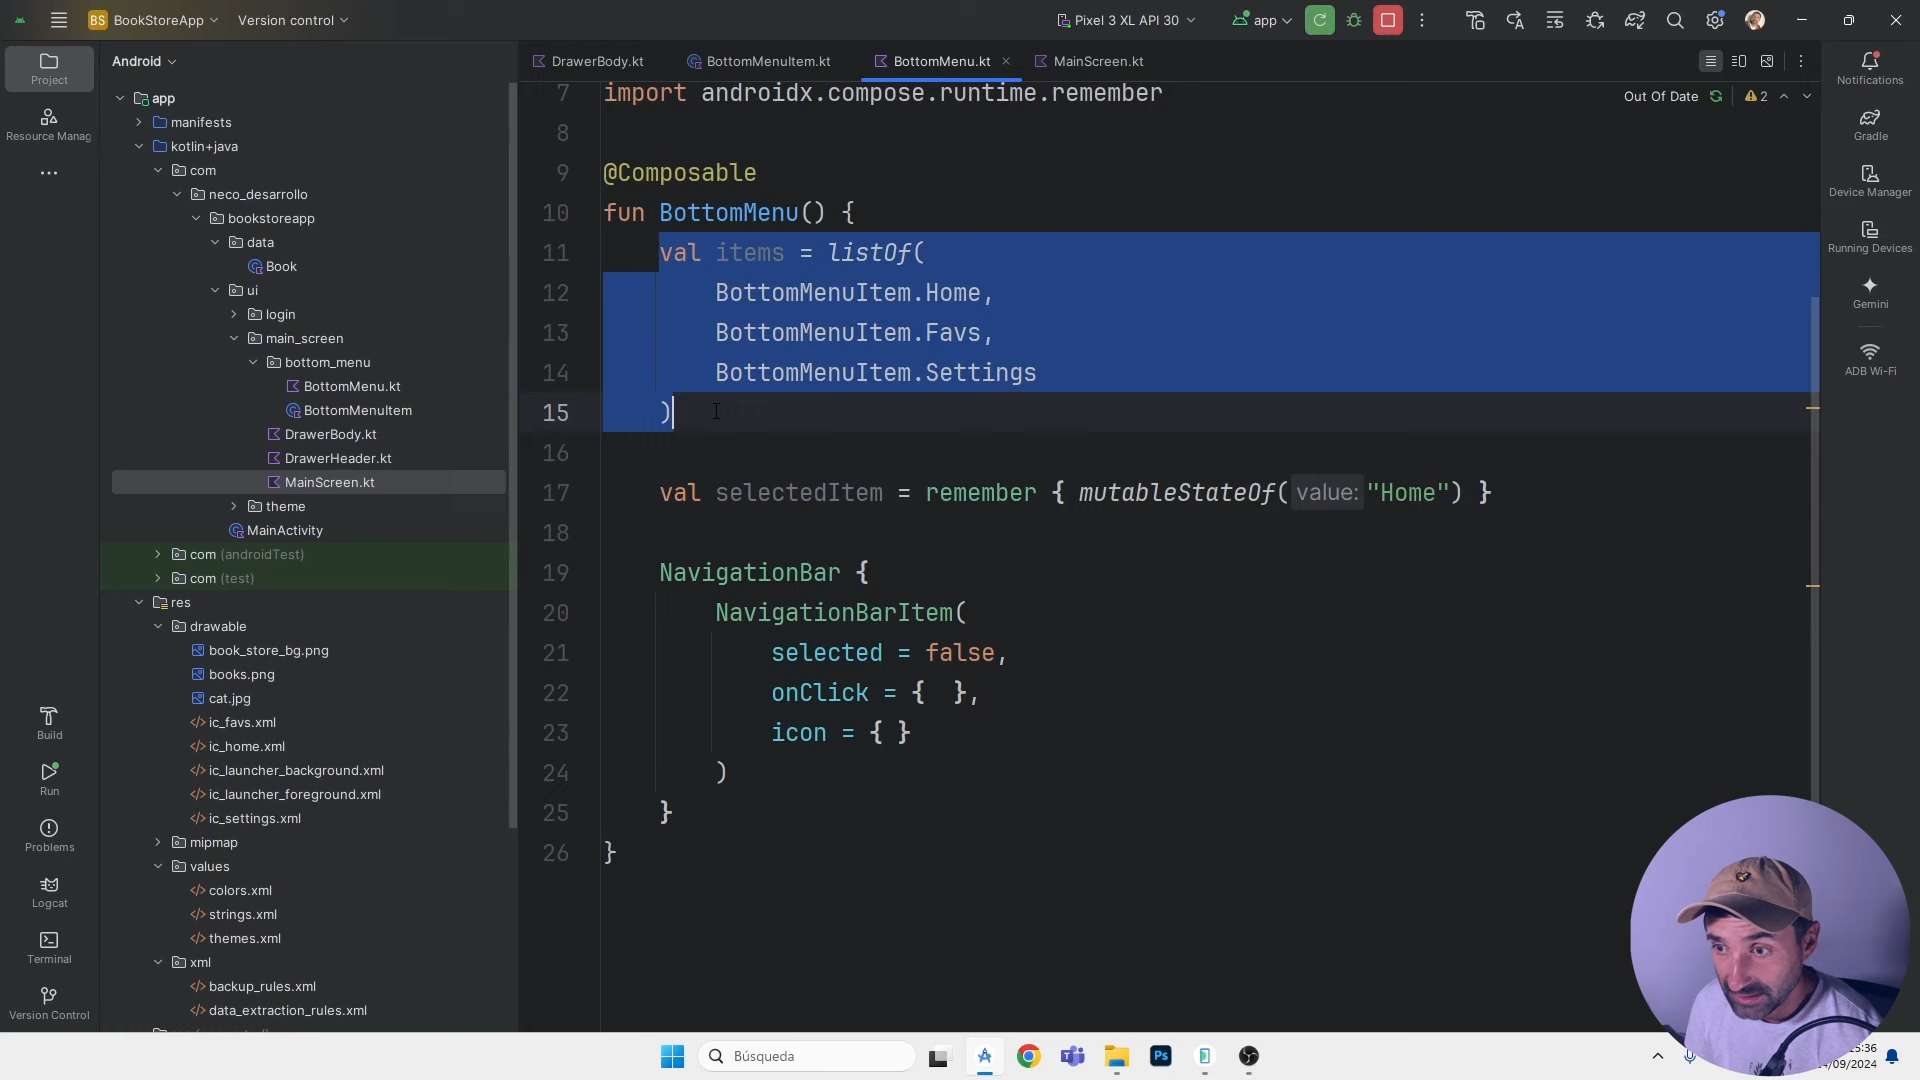 BS BookStoreApp Version control Pixel 3 XL API 30 app
Project
Resource Manag
Build
Run
Problems
Logcat
Terminal
Version Control
Android
app
manifests
kotlin+java
com
neco_desarrollo
bookstoreapp
data
Book
ui
login
main_screen
bottom_menu
BottomMenu.kt
BottomMenuItem
DrawerBody.kt
DrawerHeader.kt
MainScreen.kt
theme
MainActivity
com (androidTest)
com (test)
res
drawable
book_store_bg.png
books.png
cat.jpg
ic_favs.xml
ic_home.xml
ic_launcher_background.xml
ic_launcher_foreground.xml
ic_settings.xml
mipmap
values
colors.xml
strings.xml
themes.xml
xml
backup_rules.xml
data_extraction_rules.xml
DrawerBody.kt BottomMenuItem.kt BottomMenu.kt MainScreen.kt
Out Of Date 2
7 import androidx.compose.runtime.remember
8
9 @Composable
10 fun BottomMenu() {
11 val items = listOf(
12 BottomMenuItem.Home,
13 BottomMenuItem.Favs,
14 BottomMenuItem.Settings
15 )
16
17 val selectedItem = remember { mutableStateOf( value: "Home") }
18
19 NavigationBar {
20 NavigationBarItem(
21 selected = false,
22 onClick = { },
23 icon = { }
24 )
25 }
26 }
Notifications
Gradle
Device Manager
Running Devices
Gemini
ADB Wi-Fi
Búsqueda
Ps
5:36
4/09/2024